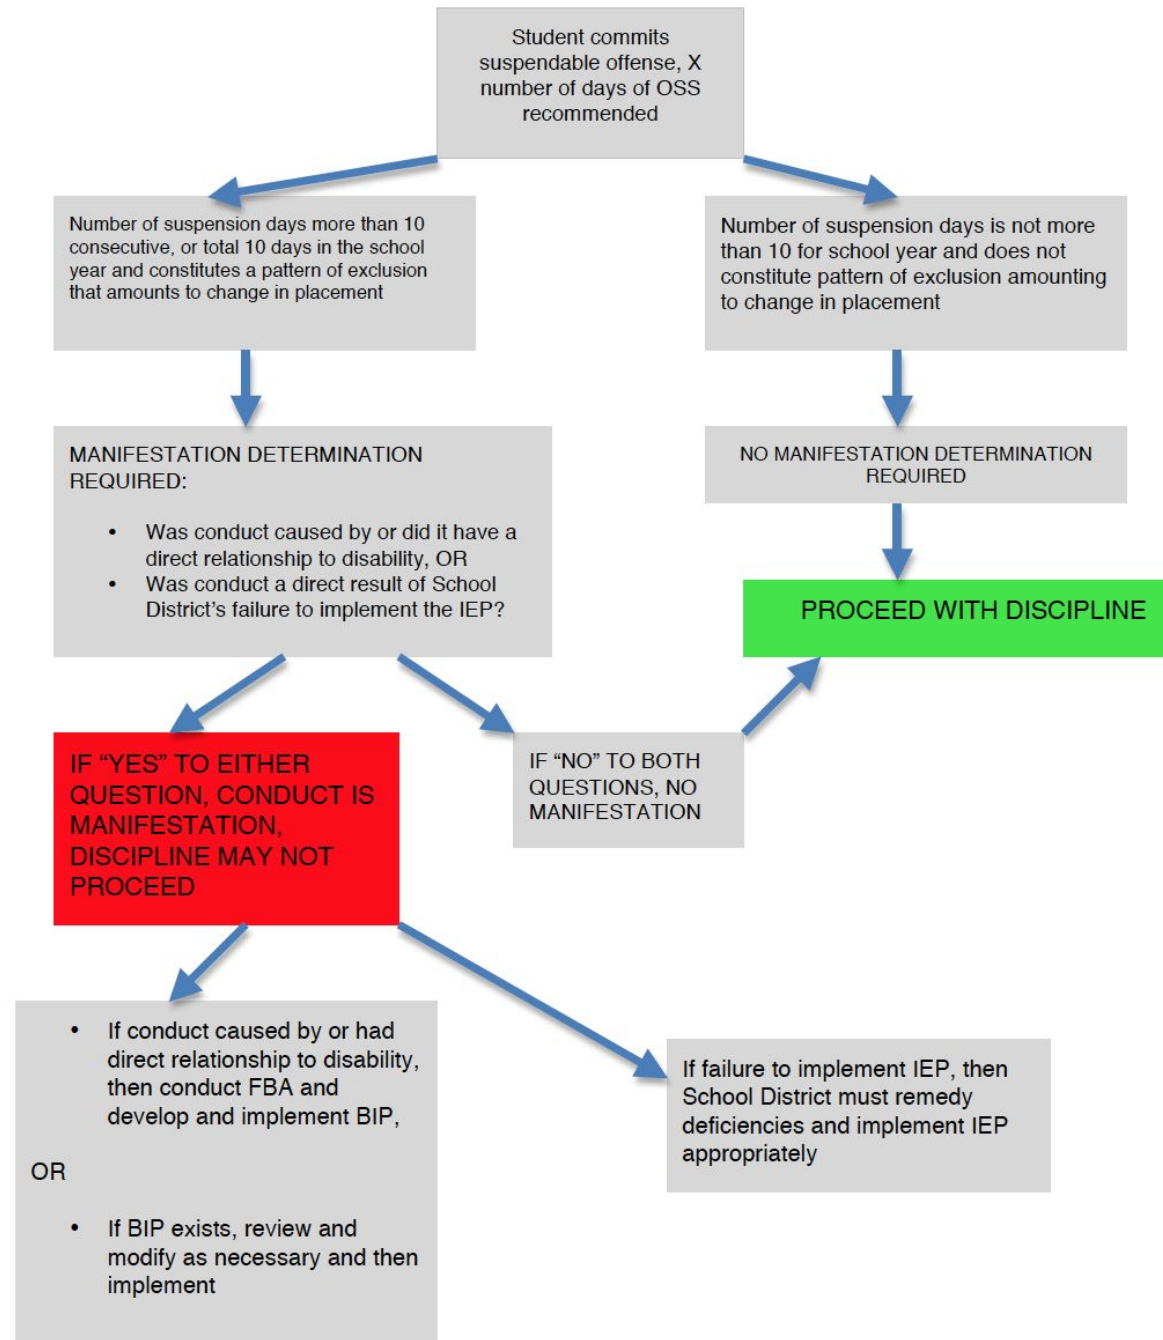 Student commits
suspendable offense, X
number of days of OSS
recommended
Number of suspension days more than 10
consecutive, or total 10 days in the school
year and constitutes a pattern of exclusion
that amounts to change in placement
Number of suspension days is not more
than 10 for school year and does not
constitute pattern of exclusion amounting
to change in placement
MANIFESTATION DETERMINATION
REQUIRED:
• Was conduct caused by or did it have a
direct relationship to disability, OR
• Was conduct a direct result of School
District’s failure to implement the IEP?
NO MANIFESTATION DETERMINATION
REQUIRED
PROCEED WITH DISCIPLINE
IF “YES” TO EITHER
QUESTION, CONDUCT IS
MANIFESTATION,
DISCIPLINE MAY NOT
PROCEED
IF “NO” TO BOTH
QUESTIONS, NO
MANIFESTATION
• If conduct caused by or had
direct relationship to disability,
then conduct FBA and
develop and implement BIP,
OR
• If BIP exists, review and
modify as necessary and then
implement
If failure to implement IEP, then
School District must remedy
deficiencies and implement IEP
appropriately